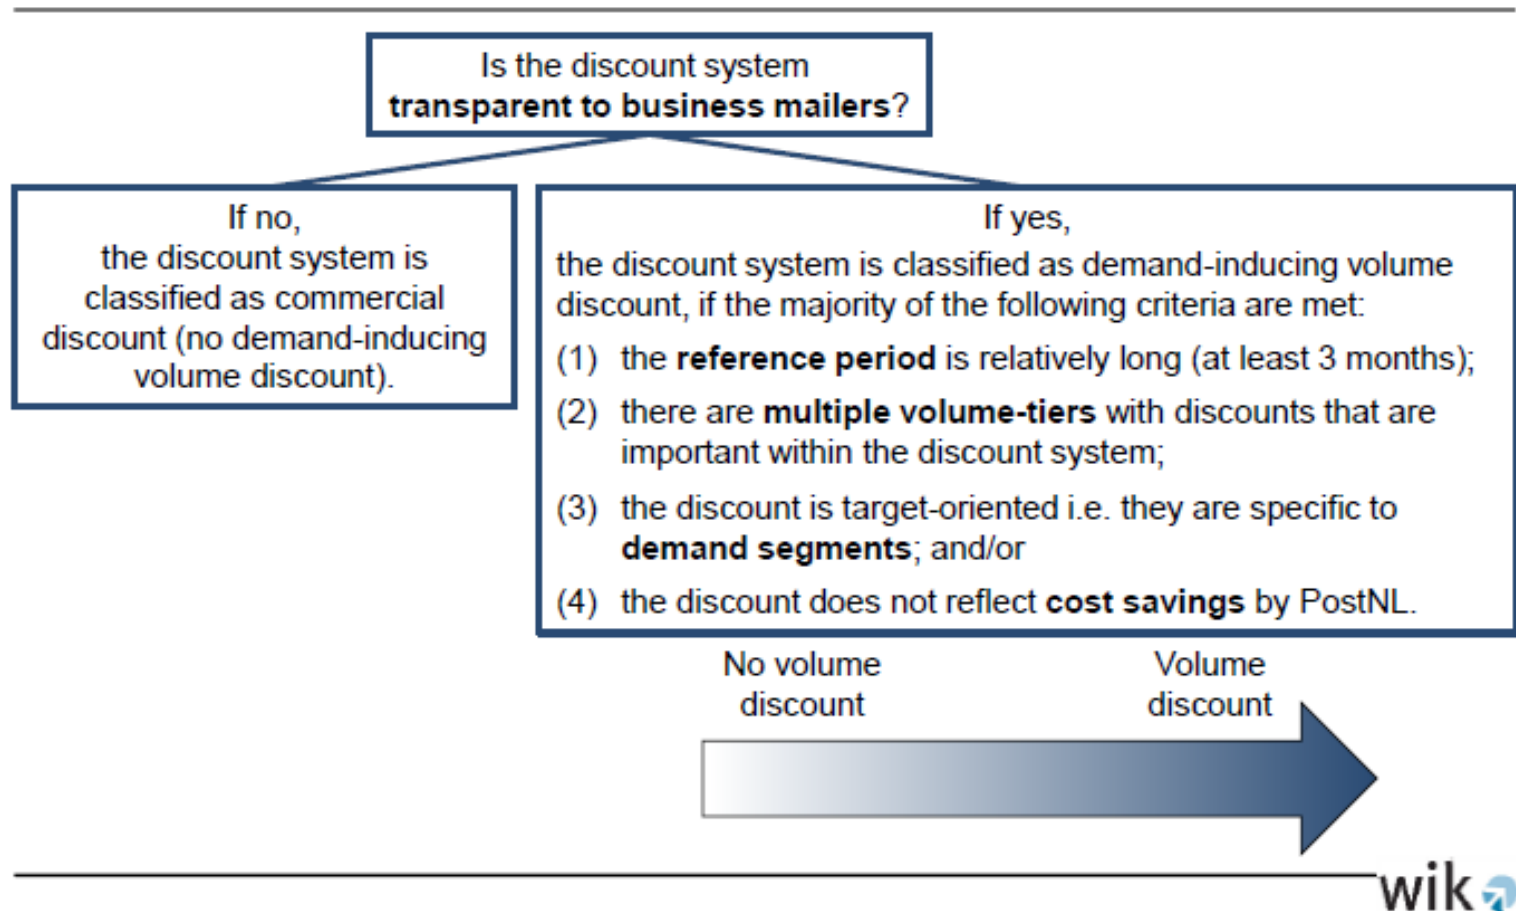 Is the discount system
transparent to business mailers?
If no,
the discount system is
classified as commercial
discount (no demand-inducing
volume discount).
If yes,
the discount system is classified as demand-inducing volume
discount, if the majority of the following criteria are met:
(1) the reference period is relatively long (at least 3 months);
(2) there are multiple volume-tiers with discounts that are
important within the discount system;
(3) the discount is target-oriented i.e. they are specific to
demand segments; and/or
(4) the discount does not reflect cost savings by PostNL.
No volume
discount
Volume
discount
wik